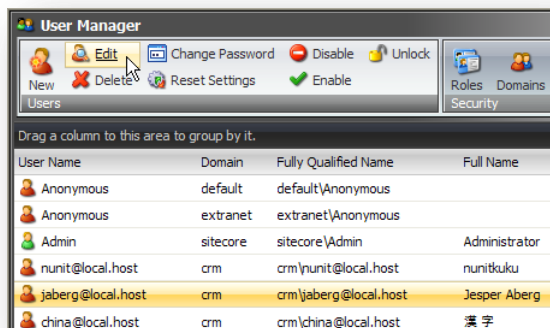 User Manager
New
Edit
Delete
Change Password
Reset Settings
Disable
Enable
Unlock
Users
Roles
Domains
Security
Drag a column to this area to group by it.
User Name Domain Fully Qualified Name Full Name
Anonymous default default\Anonymous
Anonymous extranet extranet\Anonymous
Admin sitecore sitecore\Admin Administrator
nunit@local.host crm crm\nunit@local.host nunitkuku
jaberg@local.host crm crm\jaberg@local.host Jesper Aberg
china@local.host crm crm\china@local.host 漢字